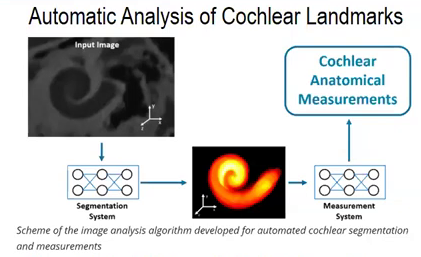 Automatic Analysis of Cochlear Landmarks
Input Image
Cochlear
Anatomical
Measurements
Segmentation
System
Measurement
System
Scheme of the image analysis algorithm developed for automated cochlear segmentation
and measurements